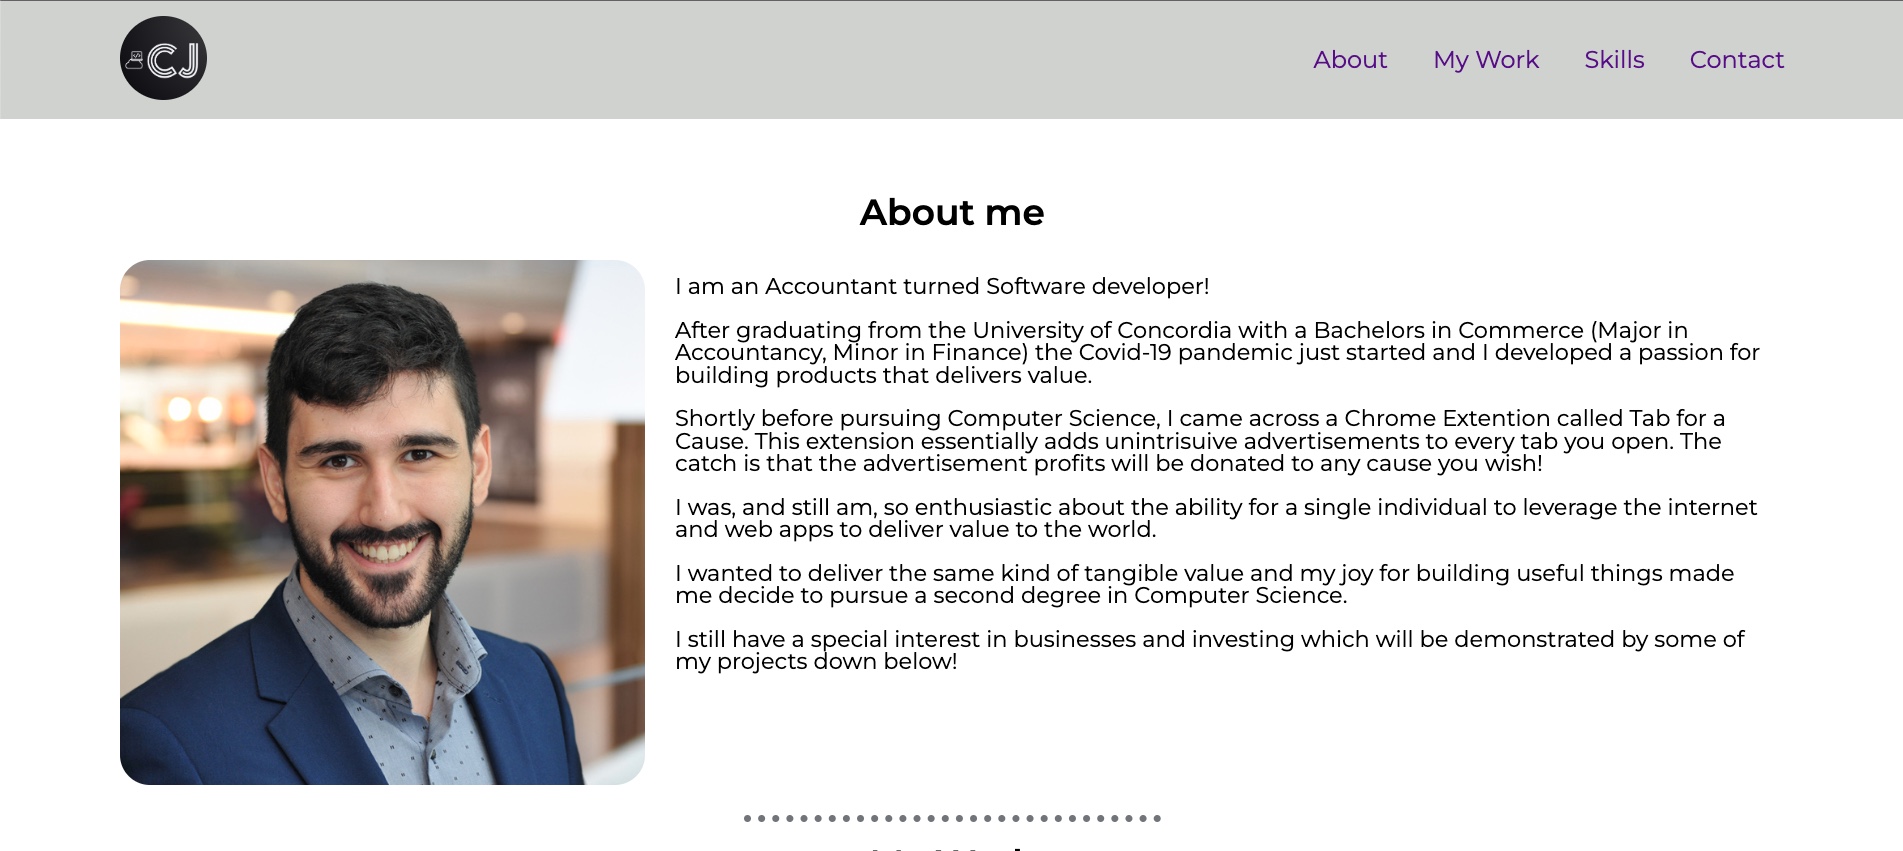 CJ
About My Work Skills Contact
About me
I am an Accountant turned Software developer!
After graduating from the University of Concordia with a Bachelors in Commerce (Major in
Accountancy, Minor in Finance) the Covid-19 pandemic just started and I developed a passion for
building products that delivers value.
Shortly before pursuing Computer Science, I came across a Chrome Extention called Tab for a
Cause. This extension essentially adds unintrisuive advertisements to every tab you open. The
catch is that the advertisement profits will be donated to any cause you wish!
I was, and still am, so enthusiastic about the ability for a single individual to leverage the internet
and web apps to deliver value to the world.
I wanted to deliver the same kind of tangible value and my joy for building useful things made
me decide to pursue a second degree in Computer Science.
I still have a special interest in businesses and investing which will be demonstrated by some of
my projects down below!